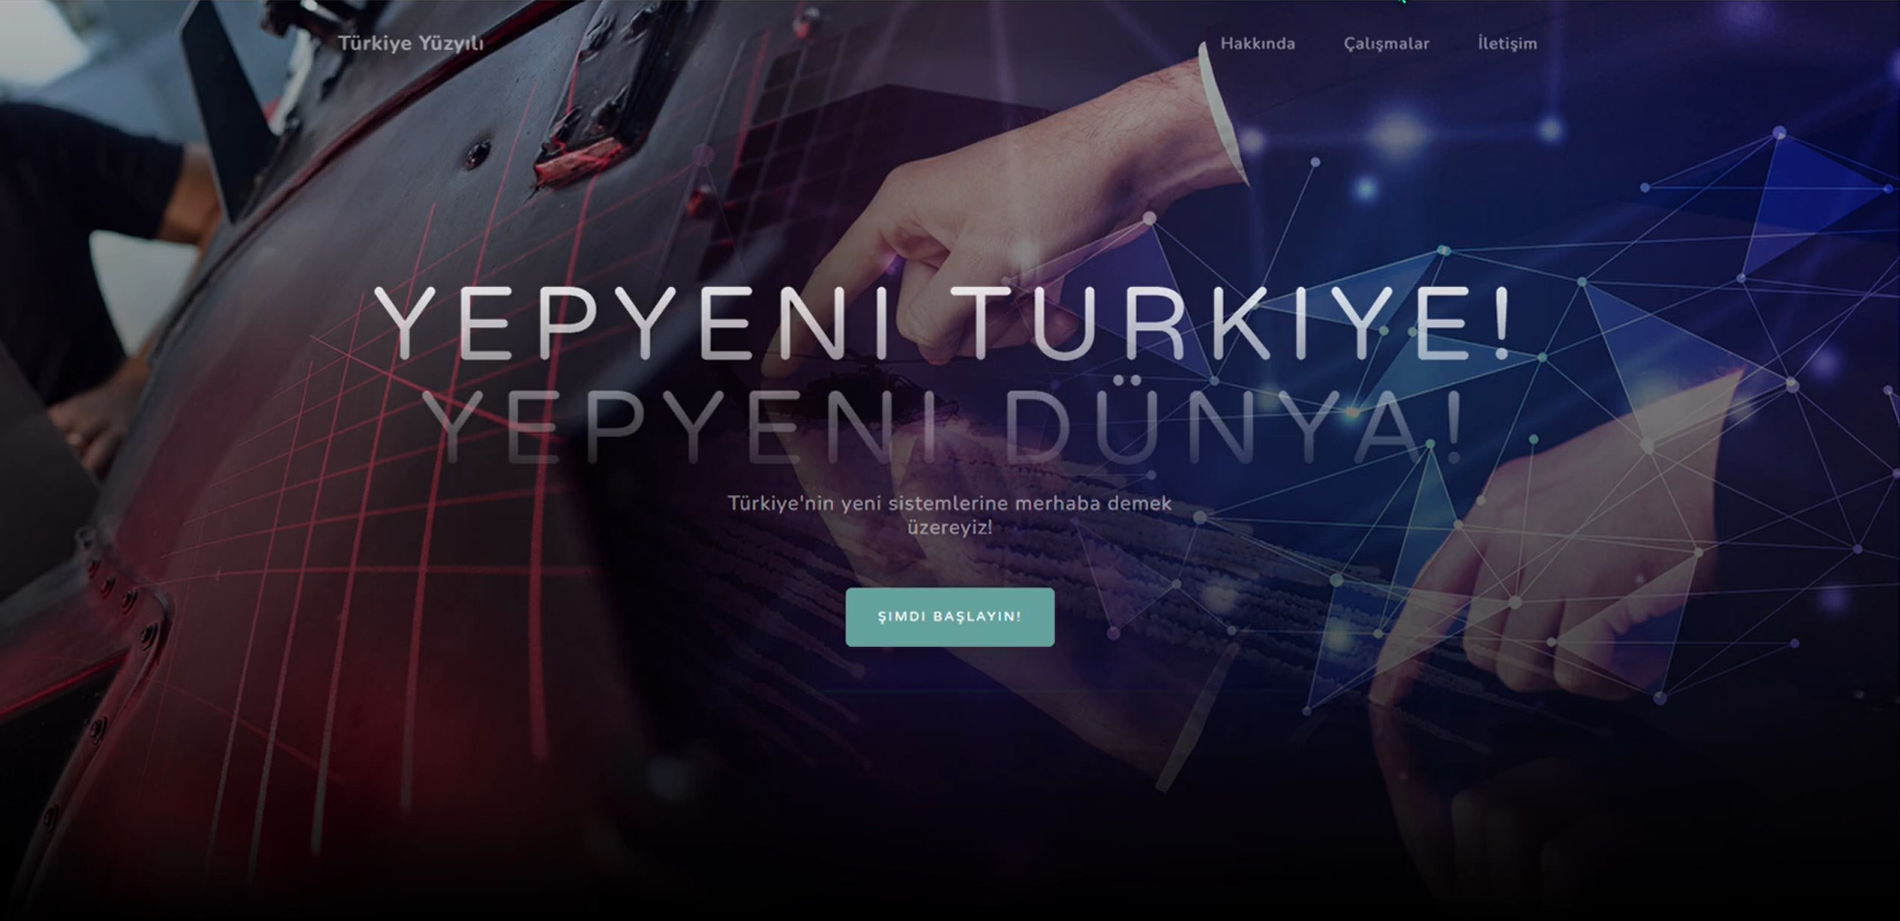 Türkiye Yüzyılı
Hakkında Çalışmalar İletişim
YEPYENI TURKIYE!
YEPYENI DÜNYA!
Türkiye'nin yeni sistemlerine merhaba demek
üzereyiz!
ŞIMDI BAŞLAYIN!